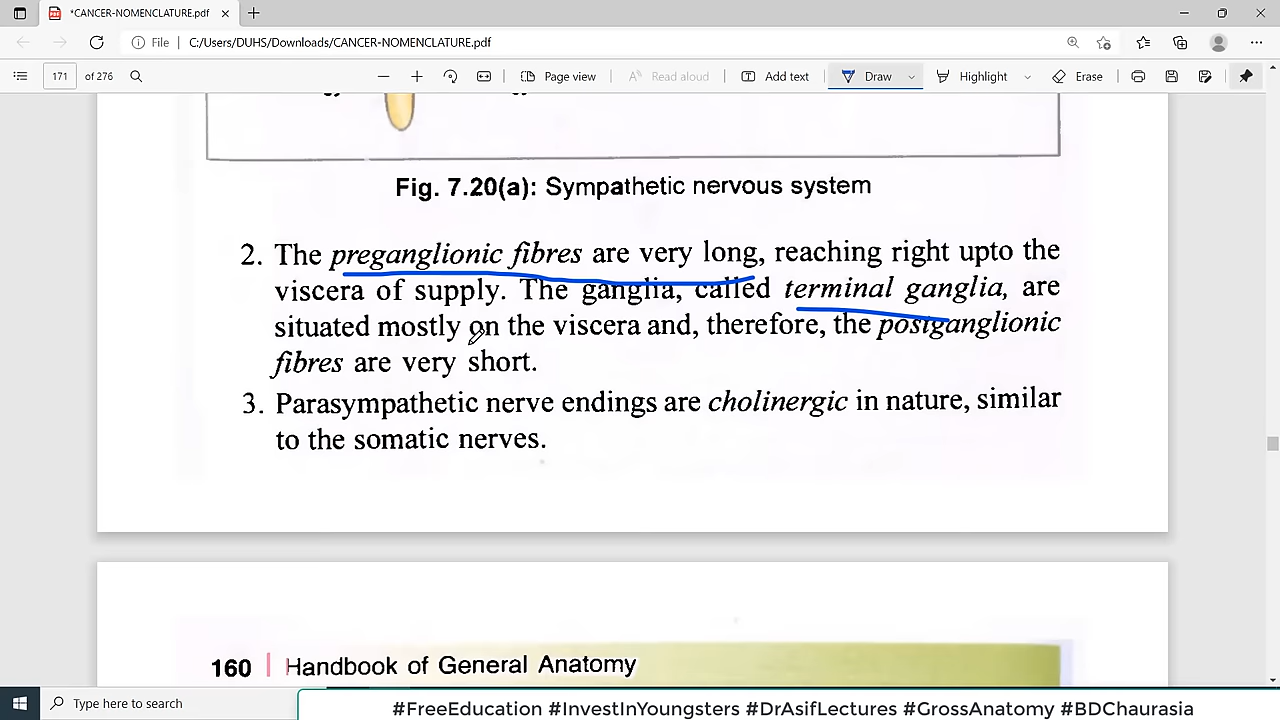 *CANCER-NOMENCLATURE.pdf
File | C:/Users/DUHS/Downloads/CANCER-NOMENCLATURE.pdf
171 of 276 Page view Read aloud Add text Draw Highlight Erase
Fig. 7.20(a): Sympathetic nervous system
2. The preganglionic fibres are very long, reaching right upto the
viscera of supply. The ganglia, called terminal ganglia, are
situated mostly on the viscera and, therefore, the postganglionic
fibres are very short.
3. Parasympathetic nerve endings are cholinergic in nature, similar
to the somatic nerves.
160 | Handbook of General Anatomy
Type here to search
#FreeEducation #InvestInYoungsters #DrAsifLectures #GrossAnatomy #BDChaurasia